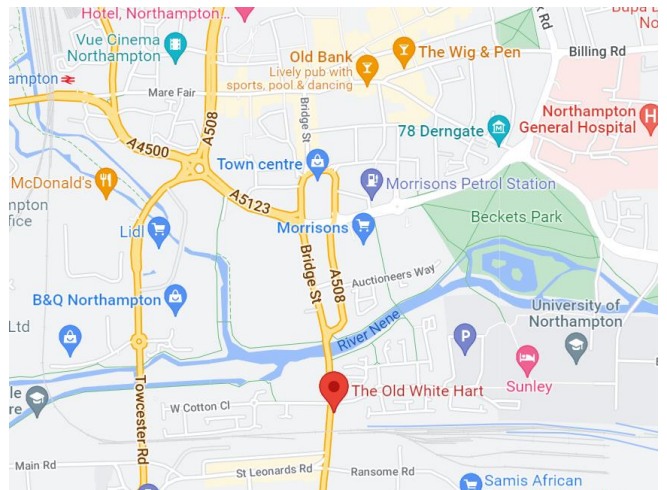 Hotel, Northampton...
Vue Cinema
Northampton
Old Bank
Lively pub with
sports, pool & dancing
The Wig & Pen
Billing Rd
Mare Fair
A508
Bridge St
A4500
78 Derngate
Northampton
General Hospital
Town centre
Morrisons Petrol Station
McDonald's
A5123
Beckets Park
Lidl
Morrisons
Bridge St
A508
Auctioneers Way
B&Q Northampton
River Nene
University of
Northampton
Ltd
P
Sunley
The Old White Hart
W Cotton Cl
Towcester Rd
Main Rd
St Leonards Rd
Ransome Rd
Samis African